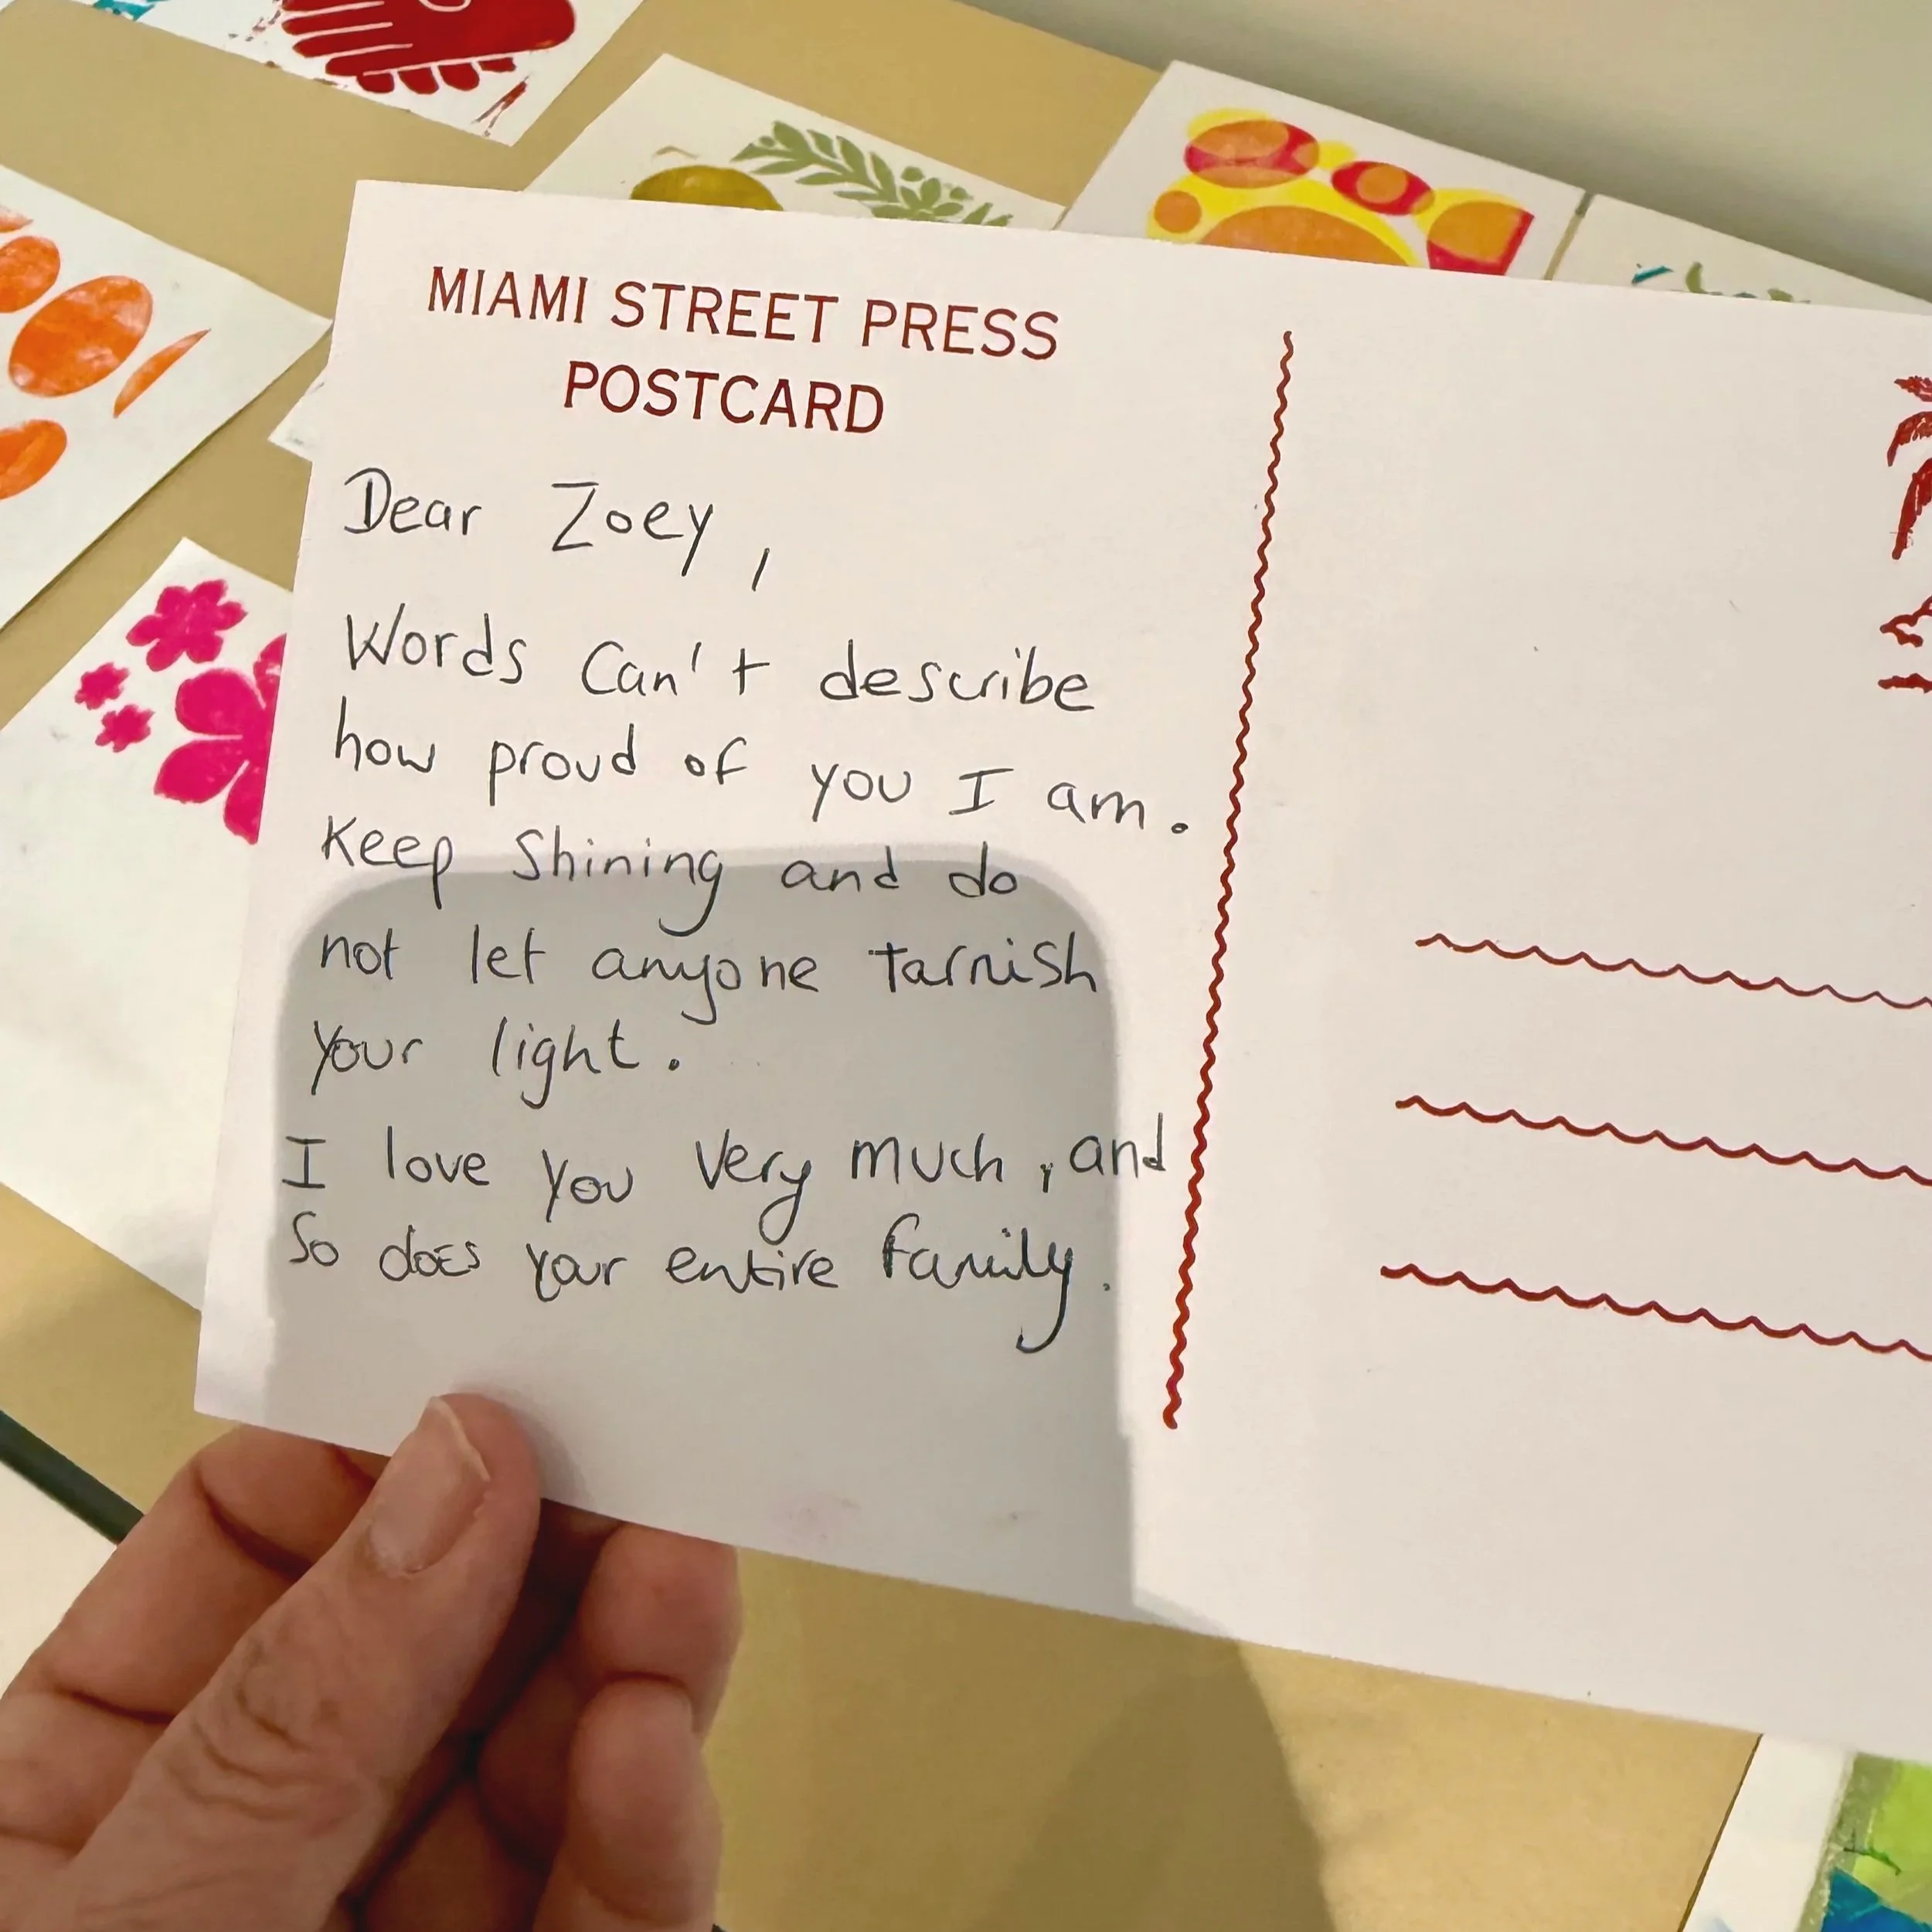 MIAMI STREET PRESS
POSTCARD
Dear Zoey,
Words Can't describe
how proud of you I am.
Keep Shining and do
not let anyone tarnish
your light.
I love you very much, and
So does your entire family.